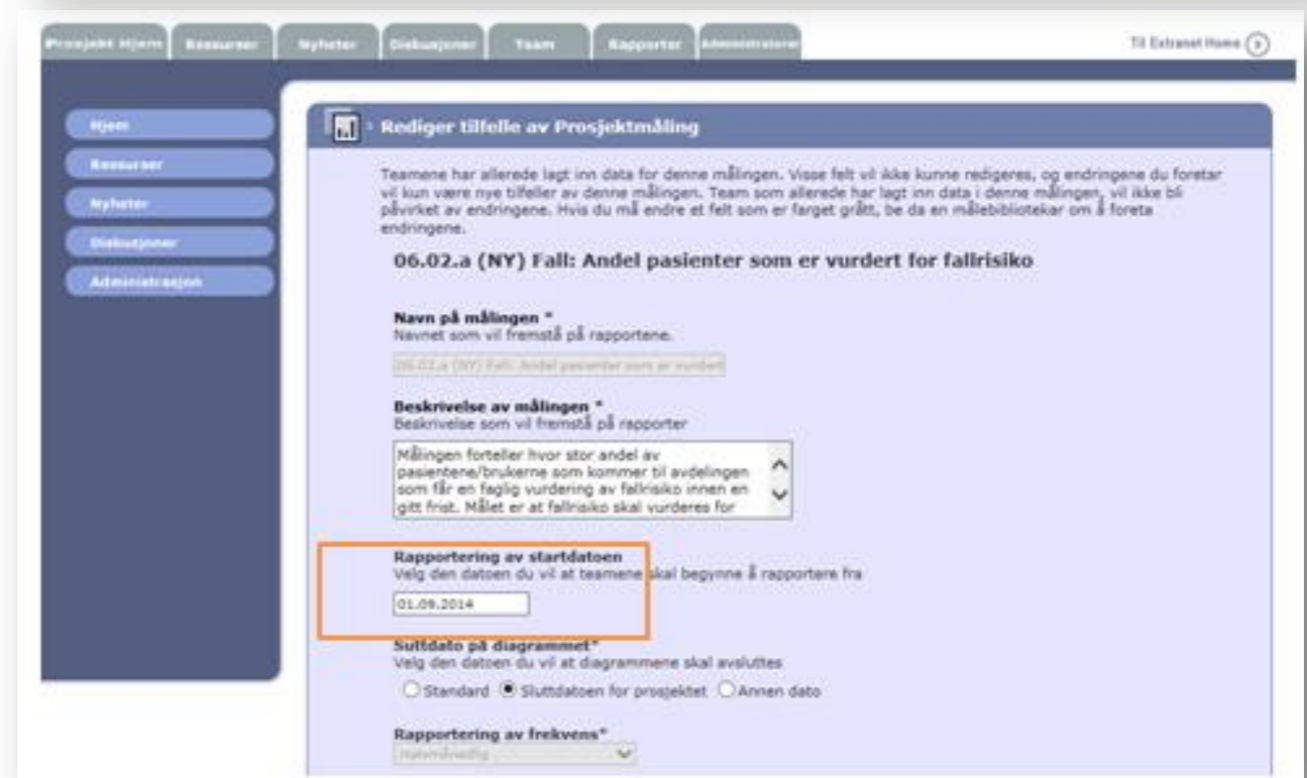 Prosjekt Hjem
Ressurser
Nyheter
Diskusjoner
Team
Rapporter
Administratorer
Til Extranet Home
Hjem
Ressurser
Nyheter
Diskusjoner
Administrasjon
Rediger tilfelle av Prosjektmåling
Teamene har allerede lagt inn data for denne målingen. Visse felt vil ikke kunne redigeres, og endringene du foretar
vil kun være nye tilfeller av denne målingen. Team som allerede har lagt inn data i denne målingen, vil ikke bli
påvirket av endringene. Hvis du må endre et felt som er farget grått, be da en målebibliotekar om å foreta
endringene.
06.02.a (NY) Fall: Andel pasienter som er vurdert for fallrisiko
Navn på målingen *
Navnet som vil fremstå på rapportene.
06.02.a (NY) Fall: Andel pasienter som er vurdert
Beskrivelse av målingen *
Beskrivelse som vil fremstå på rapporter
Målingen forteller hvor stor andel av
pasientene/brukerne som kommer til avdelingen
som får en faglig vurdering av fallrisiko innen en
gitt frist. Målet er at fallrisiko skal vurderes for
Rapportering av startdatoen
Velg den datoen du vil at teamene skal begynne å rapportere fra
01.09.2014
Suttdato på diagrammet*
Velg den datoen du vil at diagrammene skal avsluttes
Standard Sluttdatoen for prosjektet Annen dato
Rapportering av frekvens*
Halvmånedlig